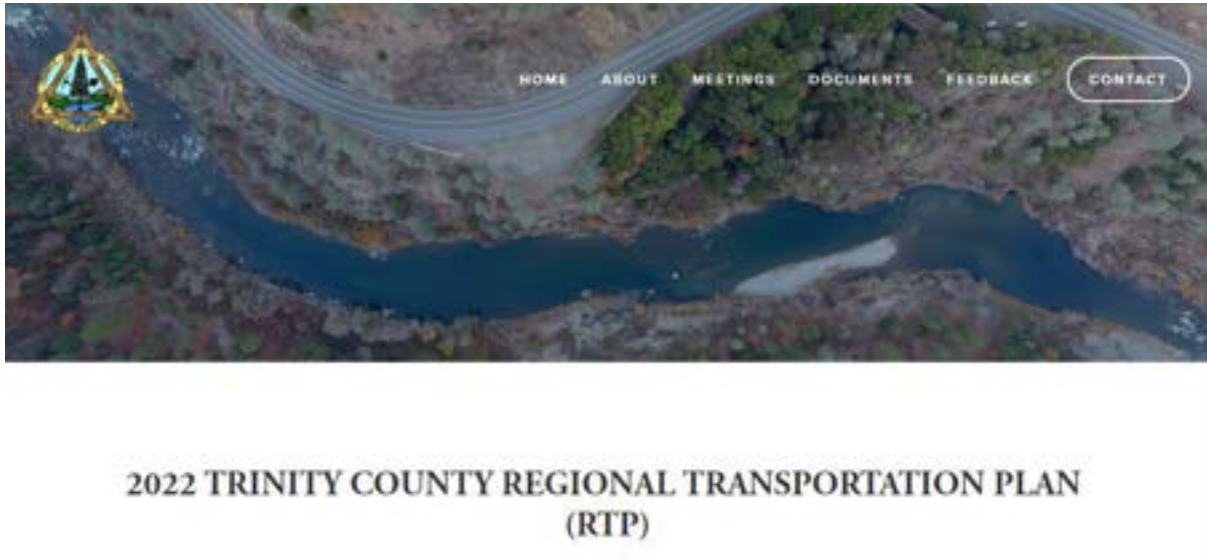 HOME ABOUT MEETINGS DOCUMENTS FEEDBACK CONTACT
2022 TRINITY COUNTY REGIONAL TRANSPORTATION PLAN
(RTP)